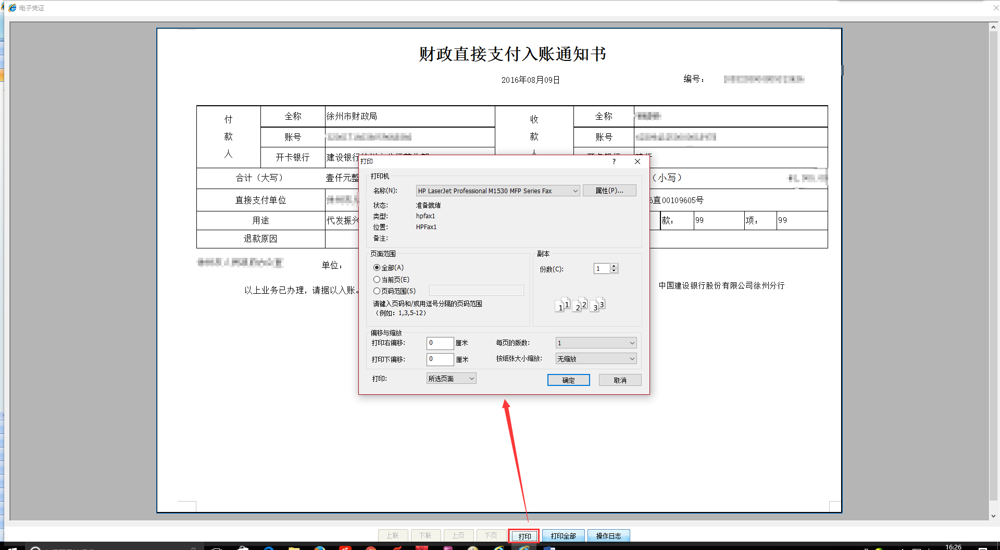 电子凭证
财政直接支付入账通知书
2016年08月09日
编号：
付款人
全称
徐州市财政局
收款人
全称
账号
账号
开卡银行
建设银行
合计（大写）
壹仟元整
（小写）
直接支付单位
6直00109605号
用途
代发振兴
款：
99
项：
99
退款原因
单位：
以上业务已办理，请据以入账。
中国建设银行股份有限公司徐州分行
打印
?
打印机
名称(N):
HP LaserJet Professional M1530 MFP Series Fax
属性(P)...
状态:
准备就绪
类型:
hpfax1
位置:
HPFax1
备注:
页面范围
全部(A)
当前页(E)
页码范围(S)
请键入页码和/或用逗号分隔的页码范围
（例如：1,3,5-12）
副本
份数(C):
1
1 1 2 2 3 3
偏移与缩放
打印右偏移:
0
厘米
每页的版数:
1
打印下偏移:
0
厘米
按纸张大小缩放:
无缩放
打印:
所选页面
确定
取消
上联
下联
上页
下页
打印
打印全部
操作日志
16:26